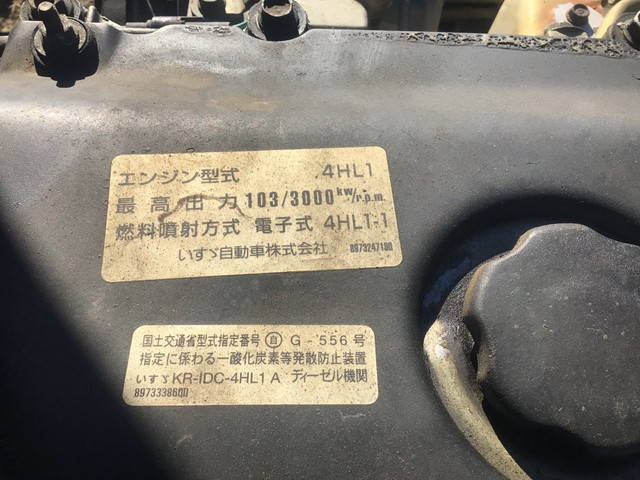 エンジン型式 4HL1
最高出力 103/3000 kw/r.p.m.
燃料噴射方式 電子式 4HL1-1
いすゞ自動車株式会社 8973247180
国土交通省型式指定番号 自 G-556号
指定に係わる一酸化炭素等発散防止装置
いすゞKR-IDC-4HL1A ディーゼル機関
8973338600